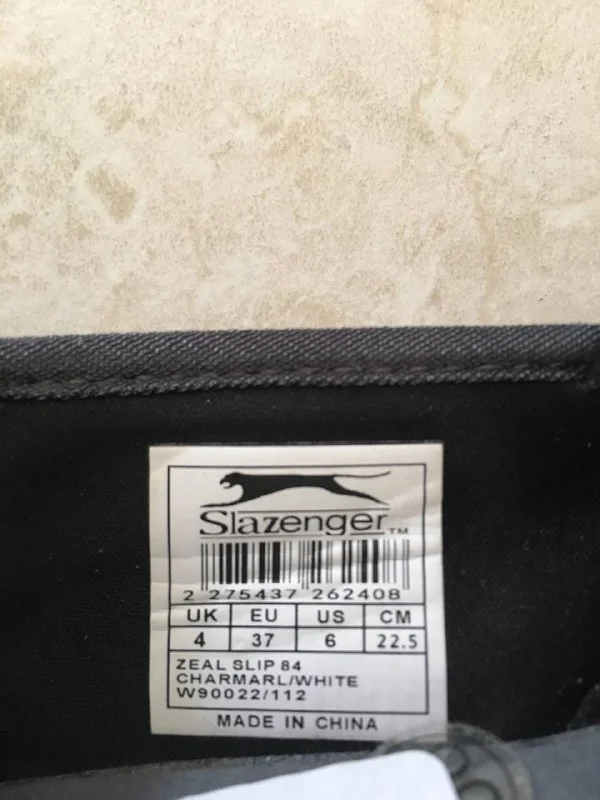 Slazenger™
2 275437 262408
UK EU US CM
4 37 6 22.5
ZEAL SLIP 84
CHARMARL/WHITE
W90022/112
MADE IN CHINA